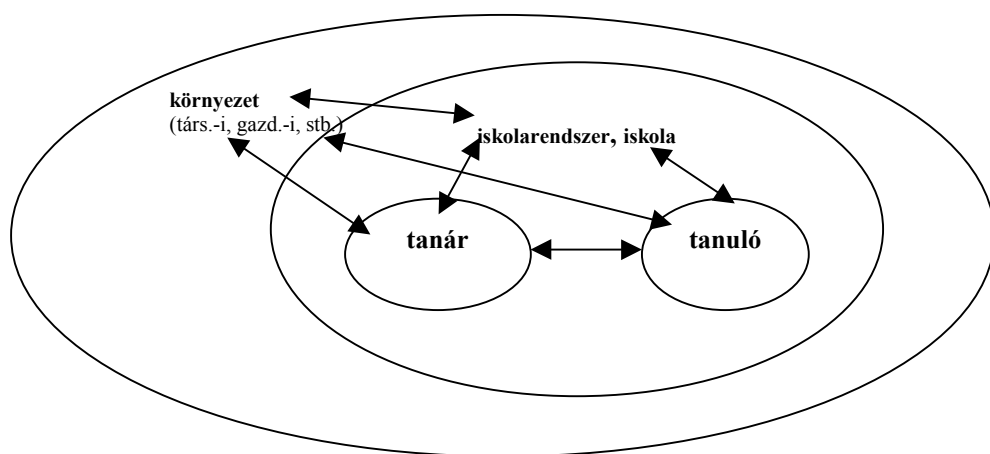 környezet
(társ.-i, gazd.-i, stb.)
iskolarendszer, iskola
tanár
tanuló